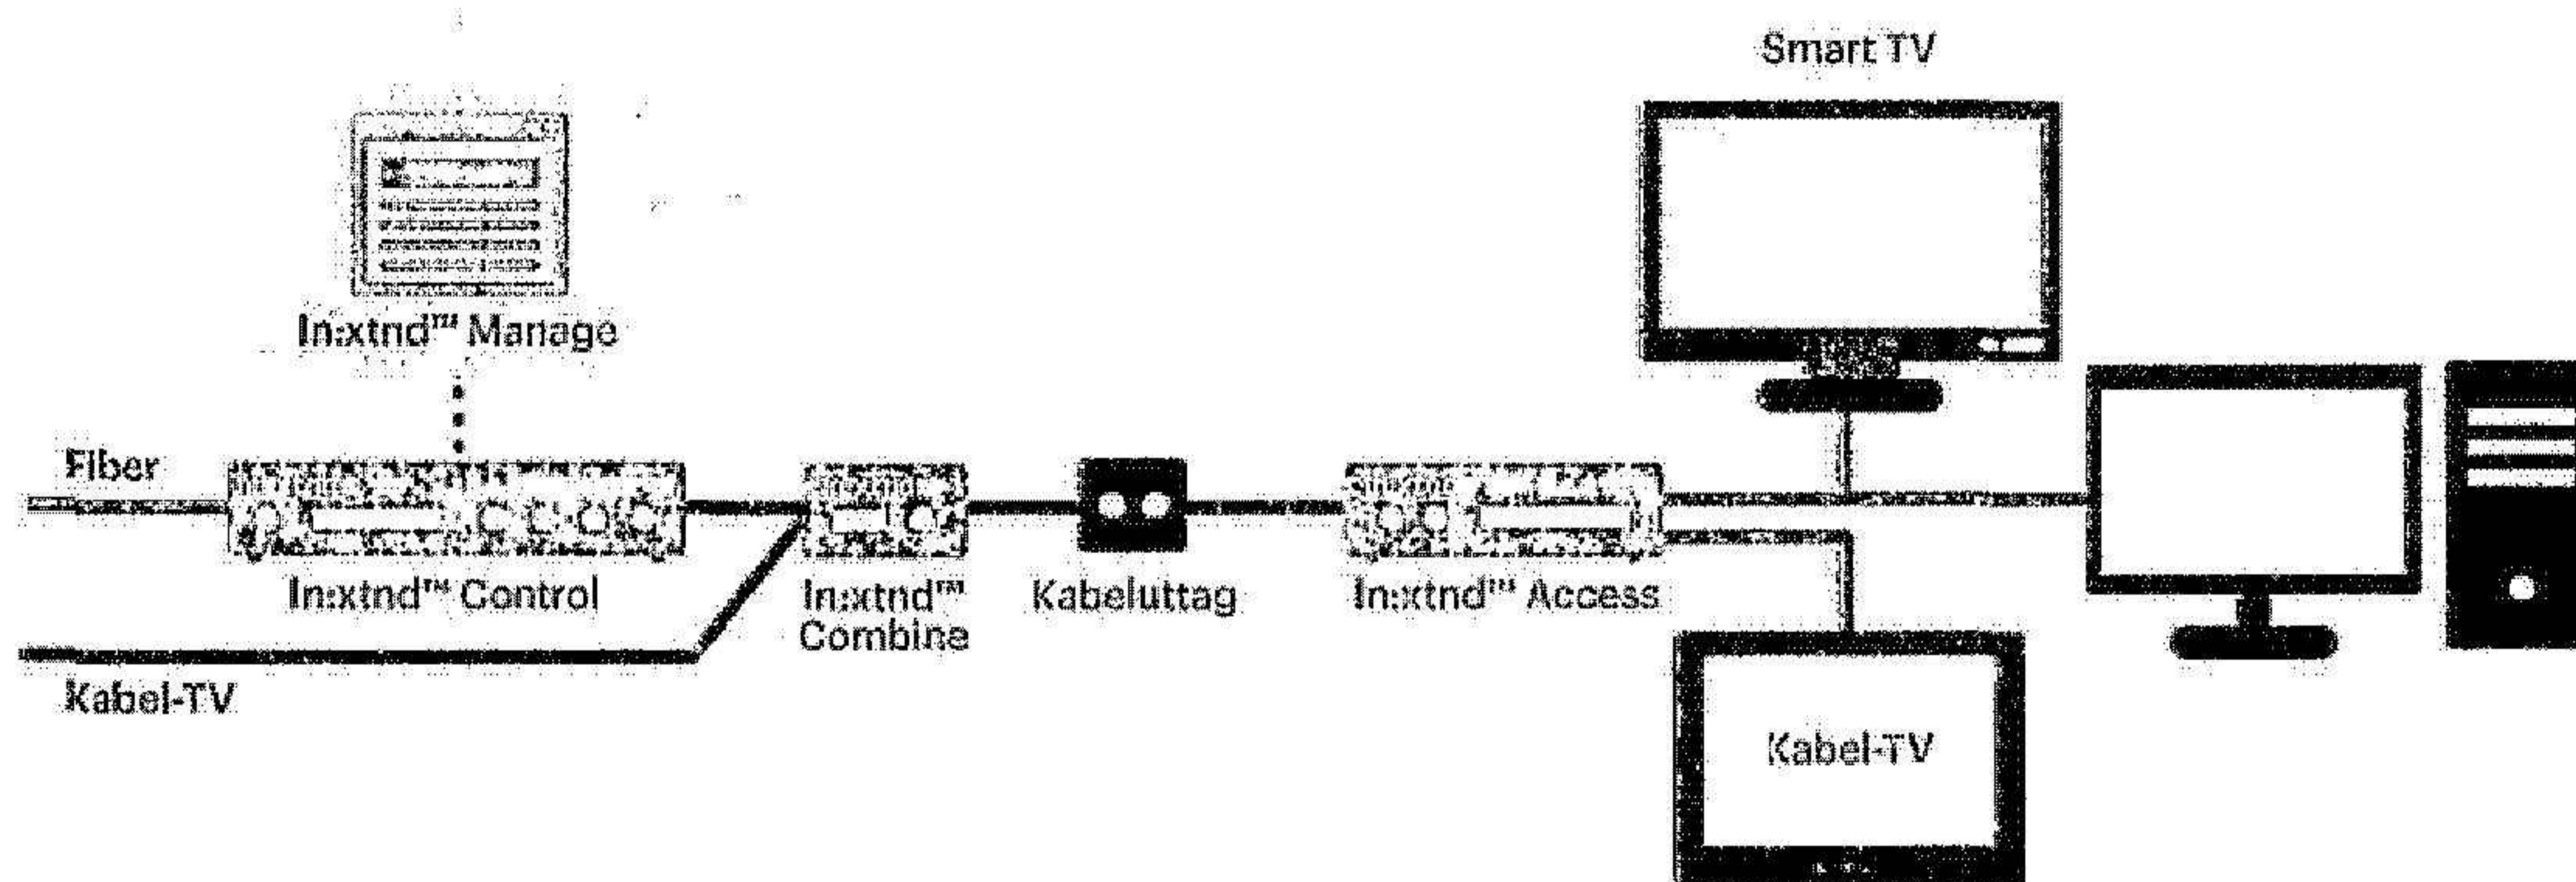 Smart TV
In:xtnd™ Manage
Fiber
In:xtnd™ Control
In:xtnd™
Combine
Kabeluttag
In:xtnd™ Access
Kabel-TV
Kabel-TV